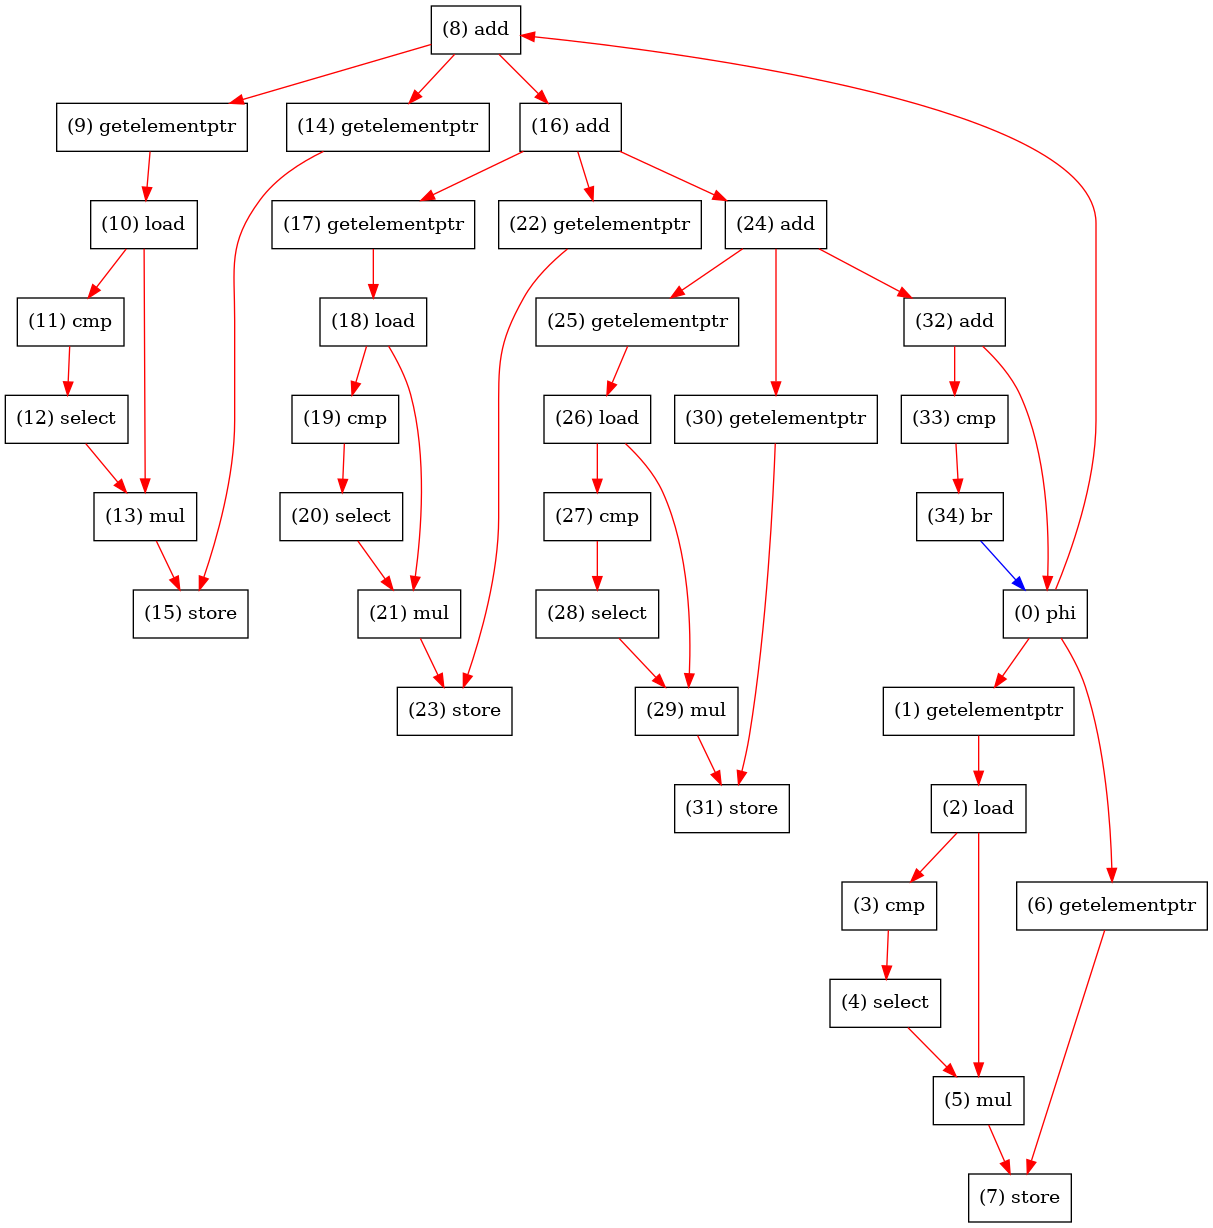 (8) add
(9) getelementptr
(14) getelementptr
(16) add
(10) load
(17) getelementptr
(22) getelementptr
(24) add
(11) cmp
(18) load
(25) getelementptr
(32) add
(12) select
(19) cmp
(26) load
(30) getelementptr
(33) cmp
(13) mul
(20) select
(27) cmp
(34) br
(15) store
(21) mul
(28) select
(0) phi
(23) store
(29) mul
(1) getelementptr
(31) store
(2) load
(3) cmp
(6) getelementptr
(4) select
(5) mul
(7) store